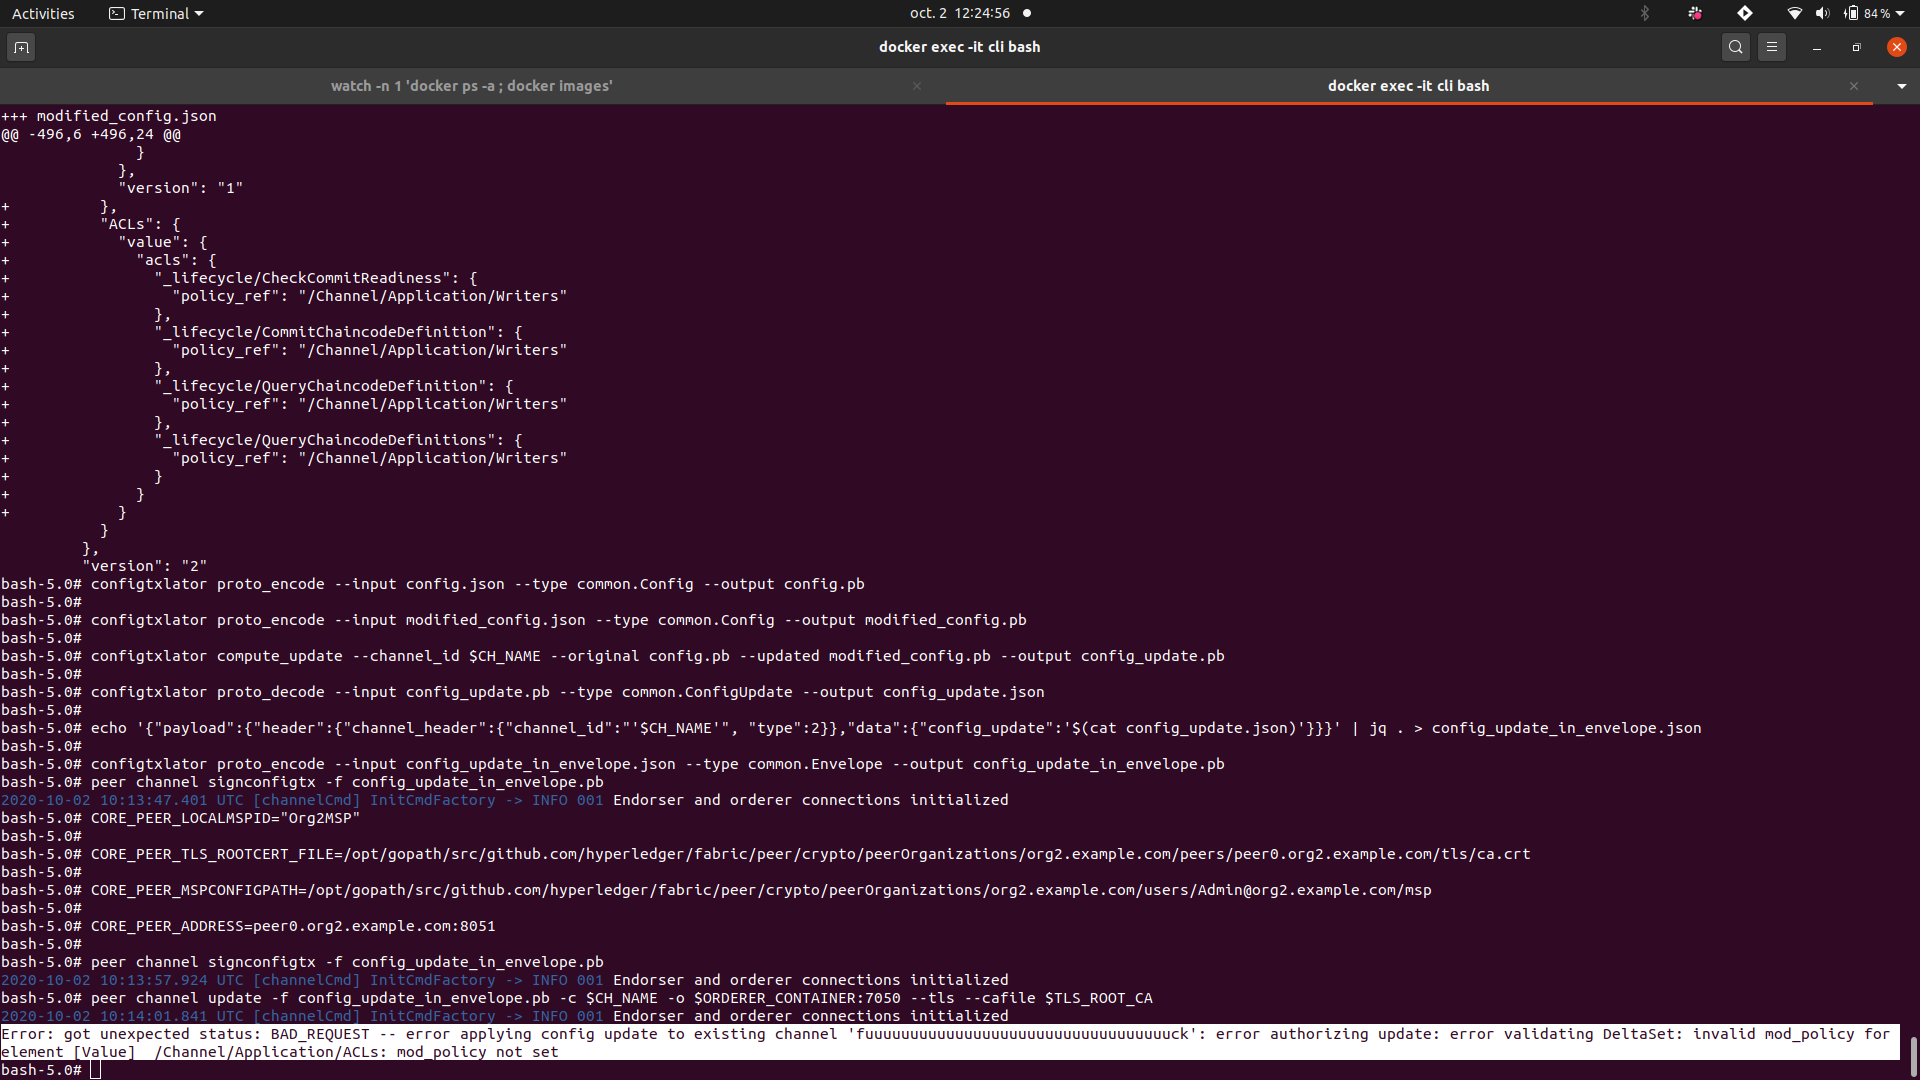 Activities
Terminal
oct. 2 12:24:56
84 %
docker exec -it cli bash
watch -n 1 'docker ps -a ; docker images'
docker exec -it cli bash
+++ modified_config.json
@@ -496,6 +496,24 @@
               }
             },
             "version": "1"
+          },
+          "ACLs": {
+            "value": {
+              "acls": {
+                "_lifecycle/CheckCommitReadiness": {
+                  "policy_ref": "/Channel/Application/Writers"
+                },
+                "_lifecycle/CommitChaincodeDefinition": {
+                  "policy_ref": "/Channel/Application/Writers"
+                },
+                "_lifecycle/QueryChaincodeDefinition": {
+                  "policy_ref": "/Channel/Application/Writers"
+                },
+                "_lifecycle/QueryChaincodeDefinitions": {
+                  "policy_ref": "/Channel/Application/Writers"
+                }
+              }
+            }
           }
         },
         "version": "2"
bash-5.0# configtxlator proto_encode --input config.json --type common.Config --output config.pb
bash-5.0#
bash-5.0# configtxlator proto_encode --input modified_config.json --type common.Config --output modified_config.pb
bash-5.0#
bash-5.0# configtxlator compute_update --channel_id $CH_NAME --original config.pb --updated modified_config.pb --output config_update.pb
bash-5.0#
bash-5.0# configtxlator proto_decode --input config_update.pb --type common.ConfigUpdate --output config_update.json
bash-5.0#
bash-5.0# echo '{"payload":{"header":{"channel_header":{"channel_id":"'$CH_NAME'", "type":2}},"data":{"config_update":'$(cat config_update.json)'}}}' | jq . > config_update_in_envelope.json
bash-5.0#
bash-5.0# configtxlator proto_encode --input config_update_in_envelope.json --type common.Envelope --output config_update_in_envelope.pb
bash-5.0# peer channel signconfigtx -f config_update_in_envelope.pb
2020-10-02 10:13:47.401 UTC [channelCmd] InitCmdFactory -> INFO 001 Endorser and orderer connections initialized
bash-5.0# CORE_PEER_LOCALMSPID="Org2MSP"
bash-5.0#
bash-5.0# CORE_PEER_TLS_ROOTCERT_FILE=/opt/gopath/src/github.com/hyperledger/fabric/peer/crypto/peerOrganizations/org2.example.com/peers/peer0.org2.example.com/tls/ca.crt
bash-5.0#
bash-5.0# CORE_PEER_MSPCONFIGPATH=/opt/gopath/src/github.com/hyperledger/fabric/peer/crypto/peerOrganizations/org2.example.com/users/Admin@org2.example.com/msp
bash-5.0#
bash-5.0# CORE_PEER_ADDRESS=peer0.org2.example.com:8051
bash-5.0#
bash-5.0# peer channel signconfigtx -f config_update_in_envelope.pb
2020-10-02 10:13:57.924 UTC [channelCmd] InitCmdFactory -> INFO 001 Endorser and orderer connections initialized
bash-5.0# peer channel update -f config_update_in_envelope.pb -c $CH_NAME -o $ORDERER_CONTAINER:7050 --tls --cafile $TLS_ROOT_CA
2020-10-02 10:14:01.841 UTC [channelCmd] InitCmdFactory -> INFO 001 Endorser and orderer connections initialized
Error: got unexpected status: BAD_REQUEST -- error applying config update to existing channel 'fuuuuuuuuuuuuuuuuuuuuuuuuuuuuuuuuuck': error authorizing update: error validating DeltaSet: invalid mod_policy for
element [Value]  /Channel/Application/ACLs: mod_policy not set
bash-5.0#